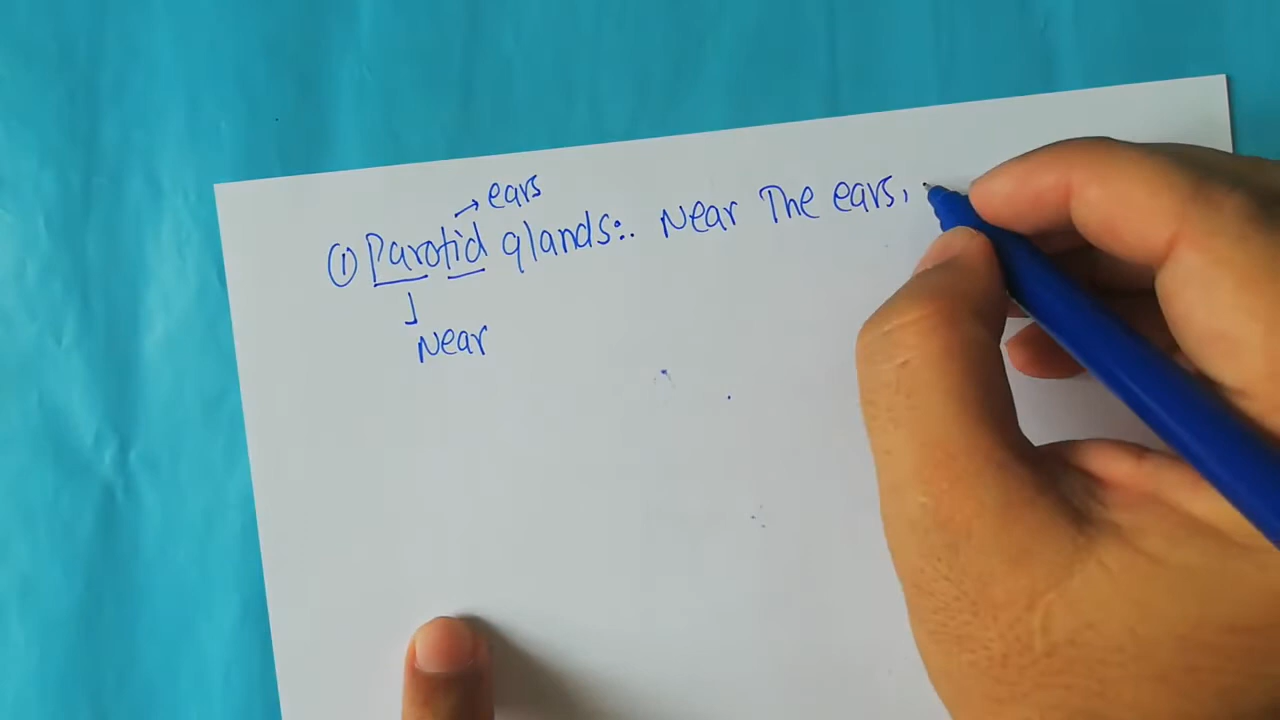 → ears
① Parotid glands:. Near The ears,
Near